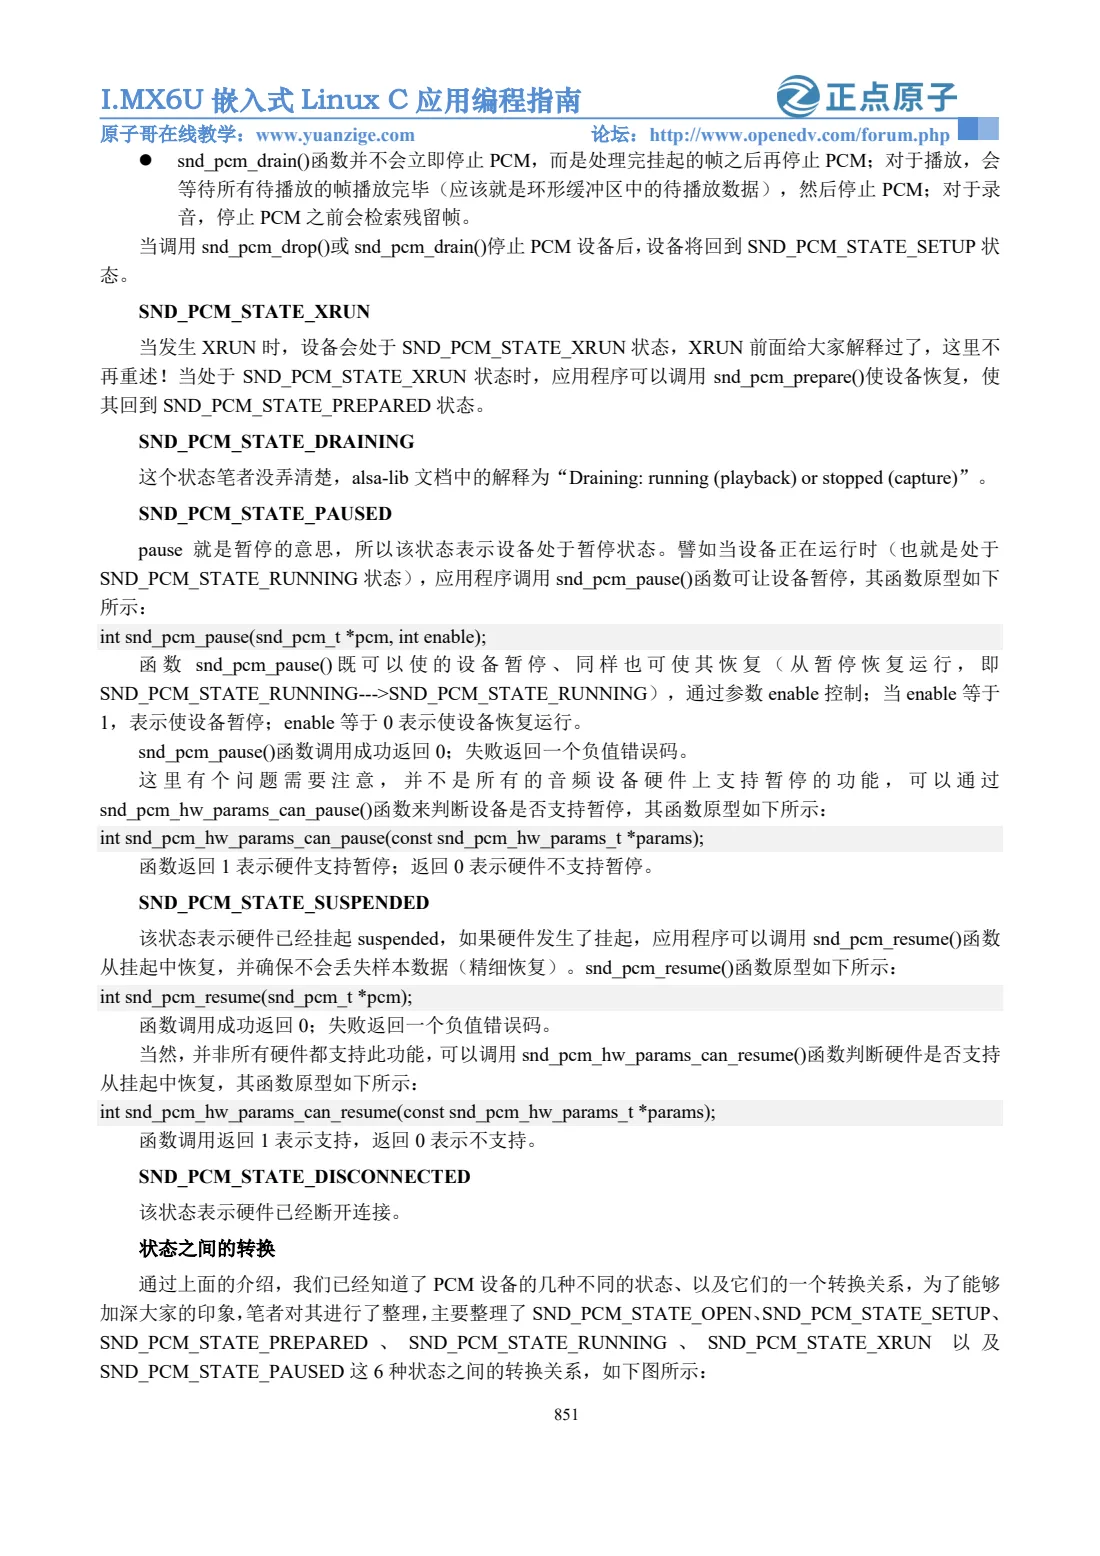 I.MX6U 嵌入式 Linux C 应用编程指南
正点原子
原子哥在线教学：www.yuanzige.com 论坛：http://www.openedv.com/forum.php
● snd_pcm_drain()函数并不会立即停止 PCM，而是处理完挂起的帧之后再停止 PCM；对于播放，会
等待所有待播放的帧播放完毕（应该就是环形缓冲区中的待播放数据），然后停止 PCM；对于录
音，停止 PCM 之前会检索残留帧。
当调用 snd_pcm_drop()或 snd_pcm_drain()停止 PCM 设备后，设备将回到 SND_PCM_STATE_SETUP 状
态。
SND_PCM_STATE_XRUN
当发生 XRUN 时，设备会处于 SND_PCM_STATE_XRUN 状态，XRUN 前面给大家解释过了，这里不
再重述！当处于 SND_PCM_STATE_XRUN 状态时，应用程序可以调用 snd_pcm_prepare()使设备恢复，使
其回到 SND_PCM_STATE_PREPARED 状态。
SND_PCM_STATE_DRAINING
这个状态笔者没弄清楚，alsa-lib 文档中的解释为“Draining: running (playback) or stopped (capture)”。
SND_PCM_STATE_PAUSED
pause 就是暂停的意思，所以该状态表示设备处于暂停状态。譬如当设备正在运行时（也就是处于
SND_PCM_STATE_RUNNING 状态），应用程序调用 snd_pcm_pause()函数可让设备暂停，其函数原型如下
所示：
int snd_pcm_pause(snd_pcm_t *pcm, int enable);
函数 snd_pcm_pause()既可以使的设备暂停、同样也可使其恢复（从暂停恢复运行，即
SND_PCM_STATE_RUNNING--->SND_PCM_STATE_RUNNING），通过参数 enable 控制；当 enable 等于
1，表示使设备暂停；enable 等于 0 表示使设备恢复运行。
snd_pcm_pause()函数调用成功返回 0；失败返回一个负值错误码。
这里有个问题需要注意，并不是所有的音频设备硬件上支持暂停的功能，可以通过
snd_pcm_hw_params_can_pause()函数来判断设备是否支持暂停，其函数原型如下所示：
int snd_pcm_hw_params_can_pause(const snd_pcm_hw_params_t *params);
函数返回 1 表示硬件支持暂停；返回 0 表示硬件不支持暂停。
SND_PCM_STATE_SUSPENDED
该状态表示硬件已经挂起 suspended，如果硬件发生了挂起，应用程序可以调用 snd_pcm_resume()函数
从挂起中恢复，并确保不会丢失样本数据（精细恢复）。snd_pcm_resume()函数原型如下所示：
int snd_pcm_resume(snd_pcm_t *pcm);
函数调用成功返回 0；失败返回一个负值错误码。
当然，并非所有硬件都支持此功能，可以调用 snd_pcm_hw_params_can_resume()函数判断硬件是否支持
从挂起中恢复，其函数原型如下所示：
int snd_pcm_hw_params_can_resume(const snd_pcm_hw_params_t *params);
函数调用返回 1 表示支持，返回 0 表示不支持。
SND_PCM_STATE_DISCONNECTED
该状态表示硬件已经断开连接。
状态之间的转换
通过上面的介绍，我们已经知道了 PCM 设备的几种不同的状态、以及它们的一个转换关系，为了能够
加深大家的印象，笔者对其进行了整理，主要整理了 SND_PCM_STATE_OPEN、SND_PCM_STATE_SETUP、
SND_PCM_STATE_PREPARED 、 SND_PCM_STATE_RUNNING 、 SND_PCM_STATE_XRUN 以 及
SND_PCM_STATE_PAUSED 这 6 种状态之间的转换关系，如下图所示：
851